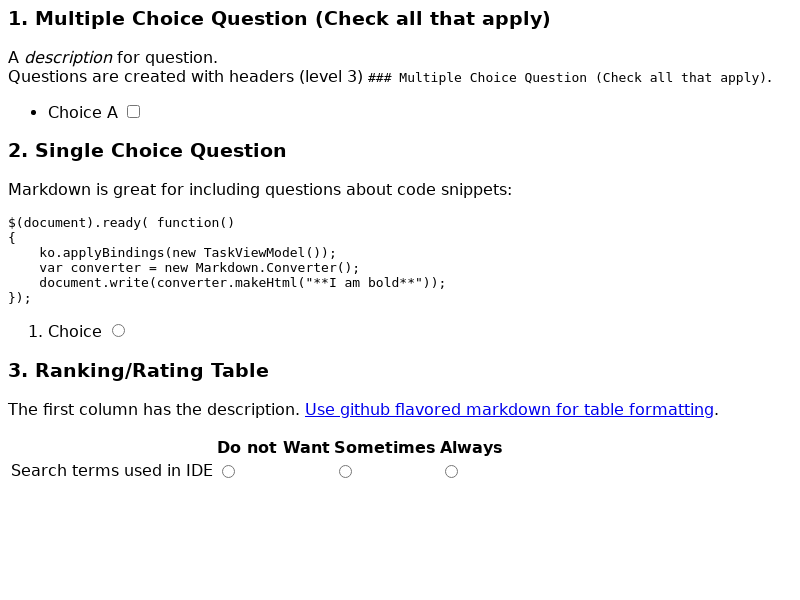 1. Multiple Choice Question (Check all that apply)
A description for question.
Questions are created with headers (level 3) ### Multiple Choice Question (Check all that apply).
• Choice A
2. Single Choice Question
Markdown is great for including questions about code snippets:
$(document).ready( function()
{
    ko.applyBindings(new TaskViewModel());
    var converter = new Markdown.Converter();
    document.write(converter.makeHtml("**I am bold**"));
});
1. Choice
3. Ranking/Rating Table
The first column has the description. Use github flavored markdown for table formatting.
Do not Want Sometimes Always
Search terms used in IDE